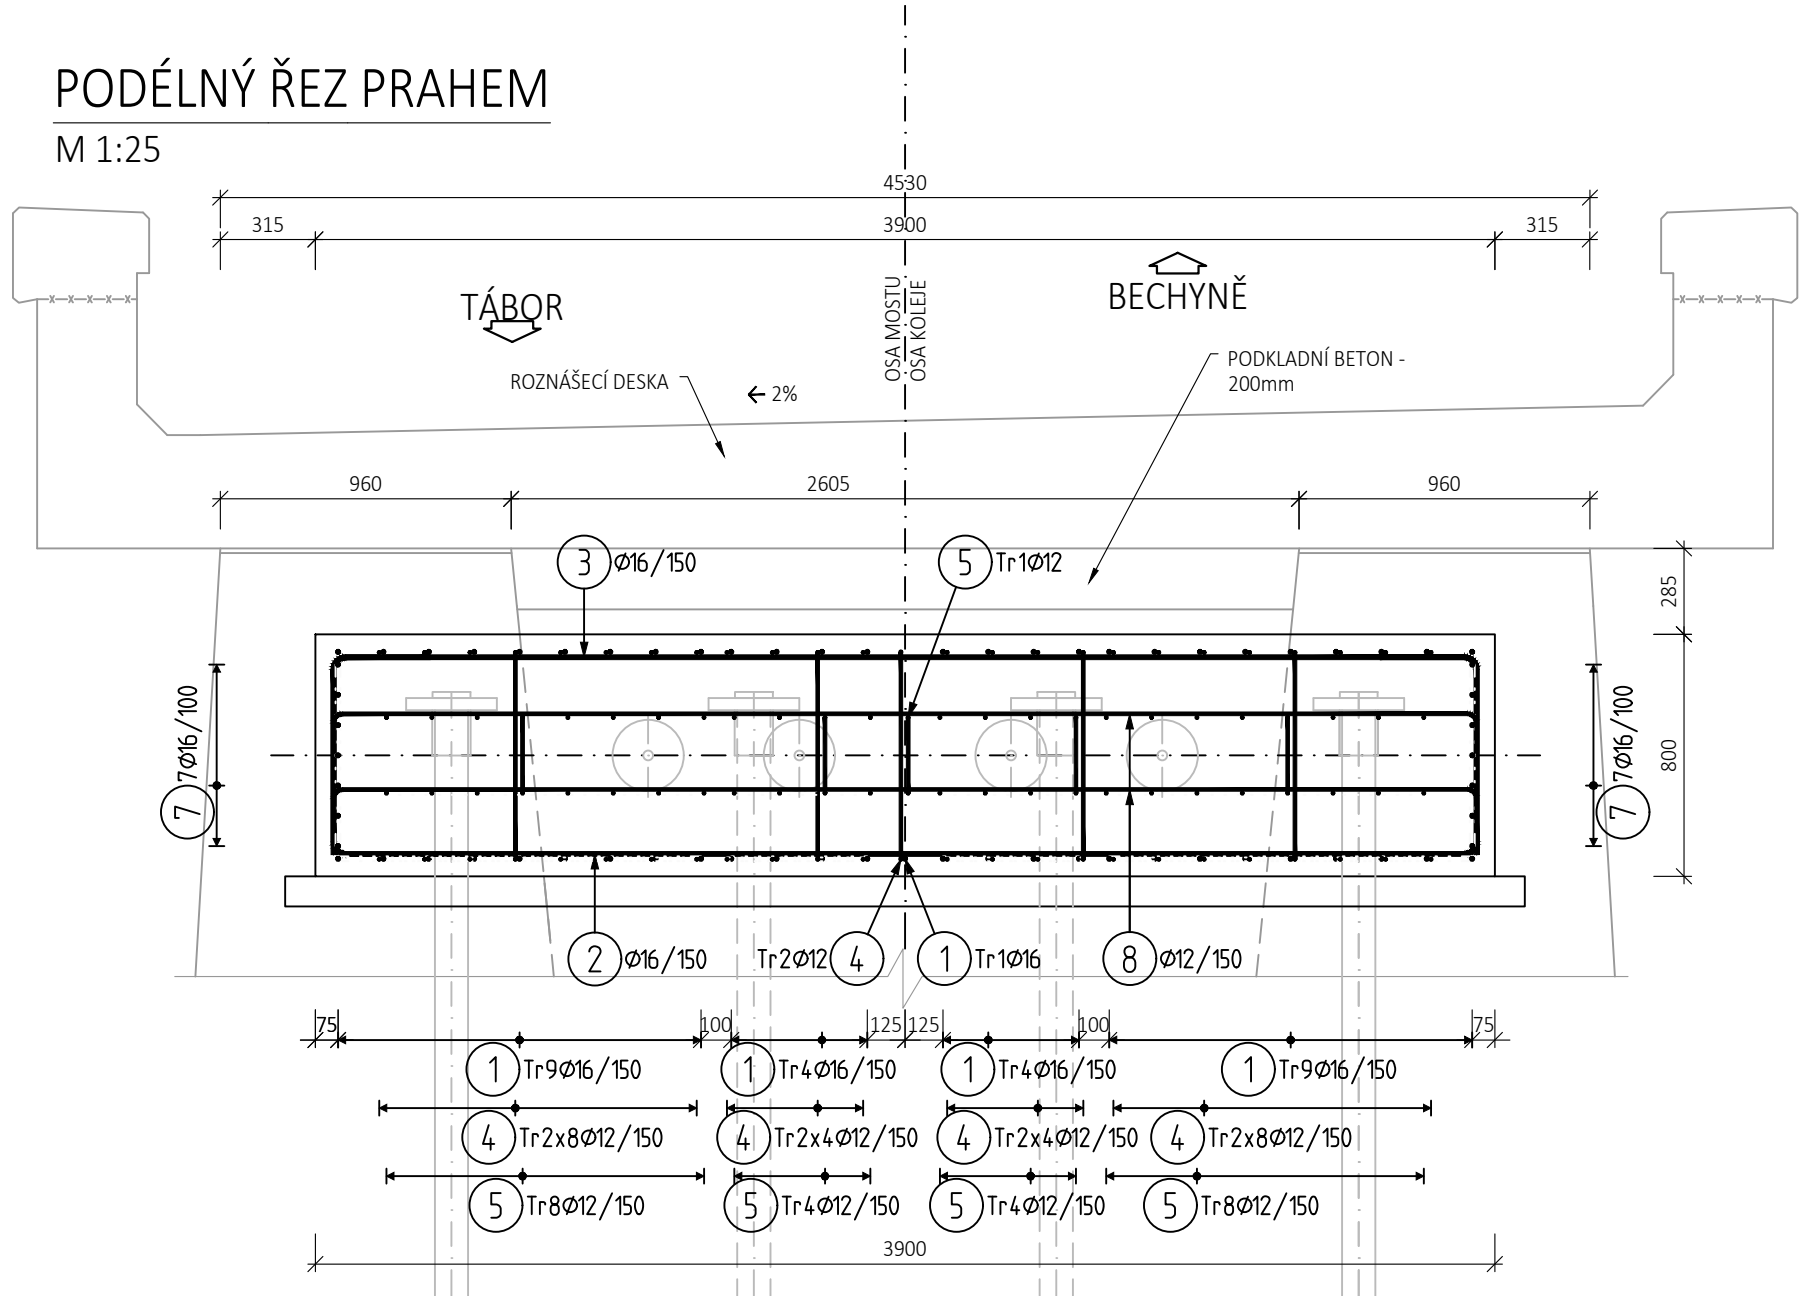 PODÉLNÝ ŘEZ PRAHEM
M 1:25
4530
315
3900
315
TÁBOR
BECHYNĚ
OSA MOSTU
OSA KOLEJE
ROZNÁŠECÍ DESKA
2%
PODKLADNÍ BETON -
200mm
960
2605
960
3 Ø16/150
5 Tr1Ø12
285
800
7 7Ø16/100
7 7Ø16/100
2 Ø16/150
Tr2Ø12 4
1 Tr1Ø16
8 Ø12/150
75
100
125
125
100
75
1 Tr9Ø16/150
1 Tr4Ø16/150
1 Tr4Ø16/150
1 Tr9Ø16/150
4 Tr2x8Ø12/150
4 Tr2x4Ø12/150
4 Tr2x4Ø12/150
4 Tr2x8Ø12/150
5 Tr8Ø12/150
5 Tr4Ø12/150
5 Tr4Ø12/150
5 Tr8Ø12/150
3900